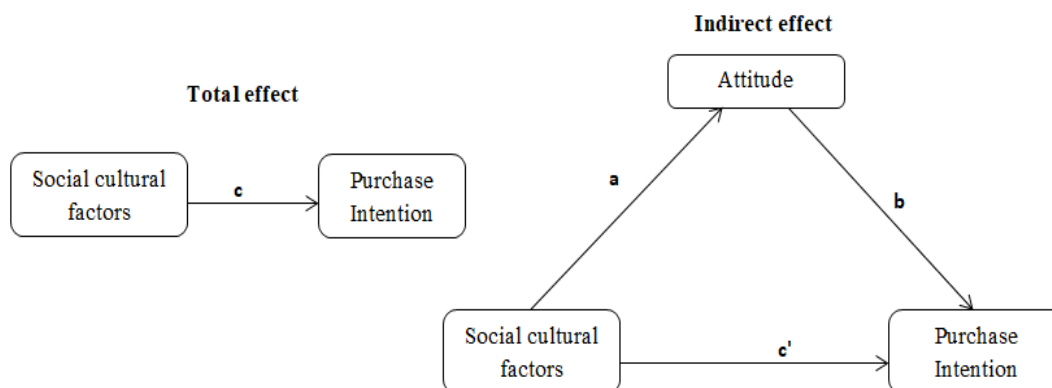 Total effect
Social cultural
factors
c
Purchase
Intention
Indirect effect
Attitude
a
b
Social cultural
factors
c'
Purchase
Intention